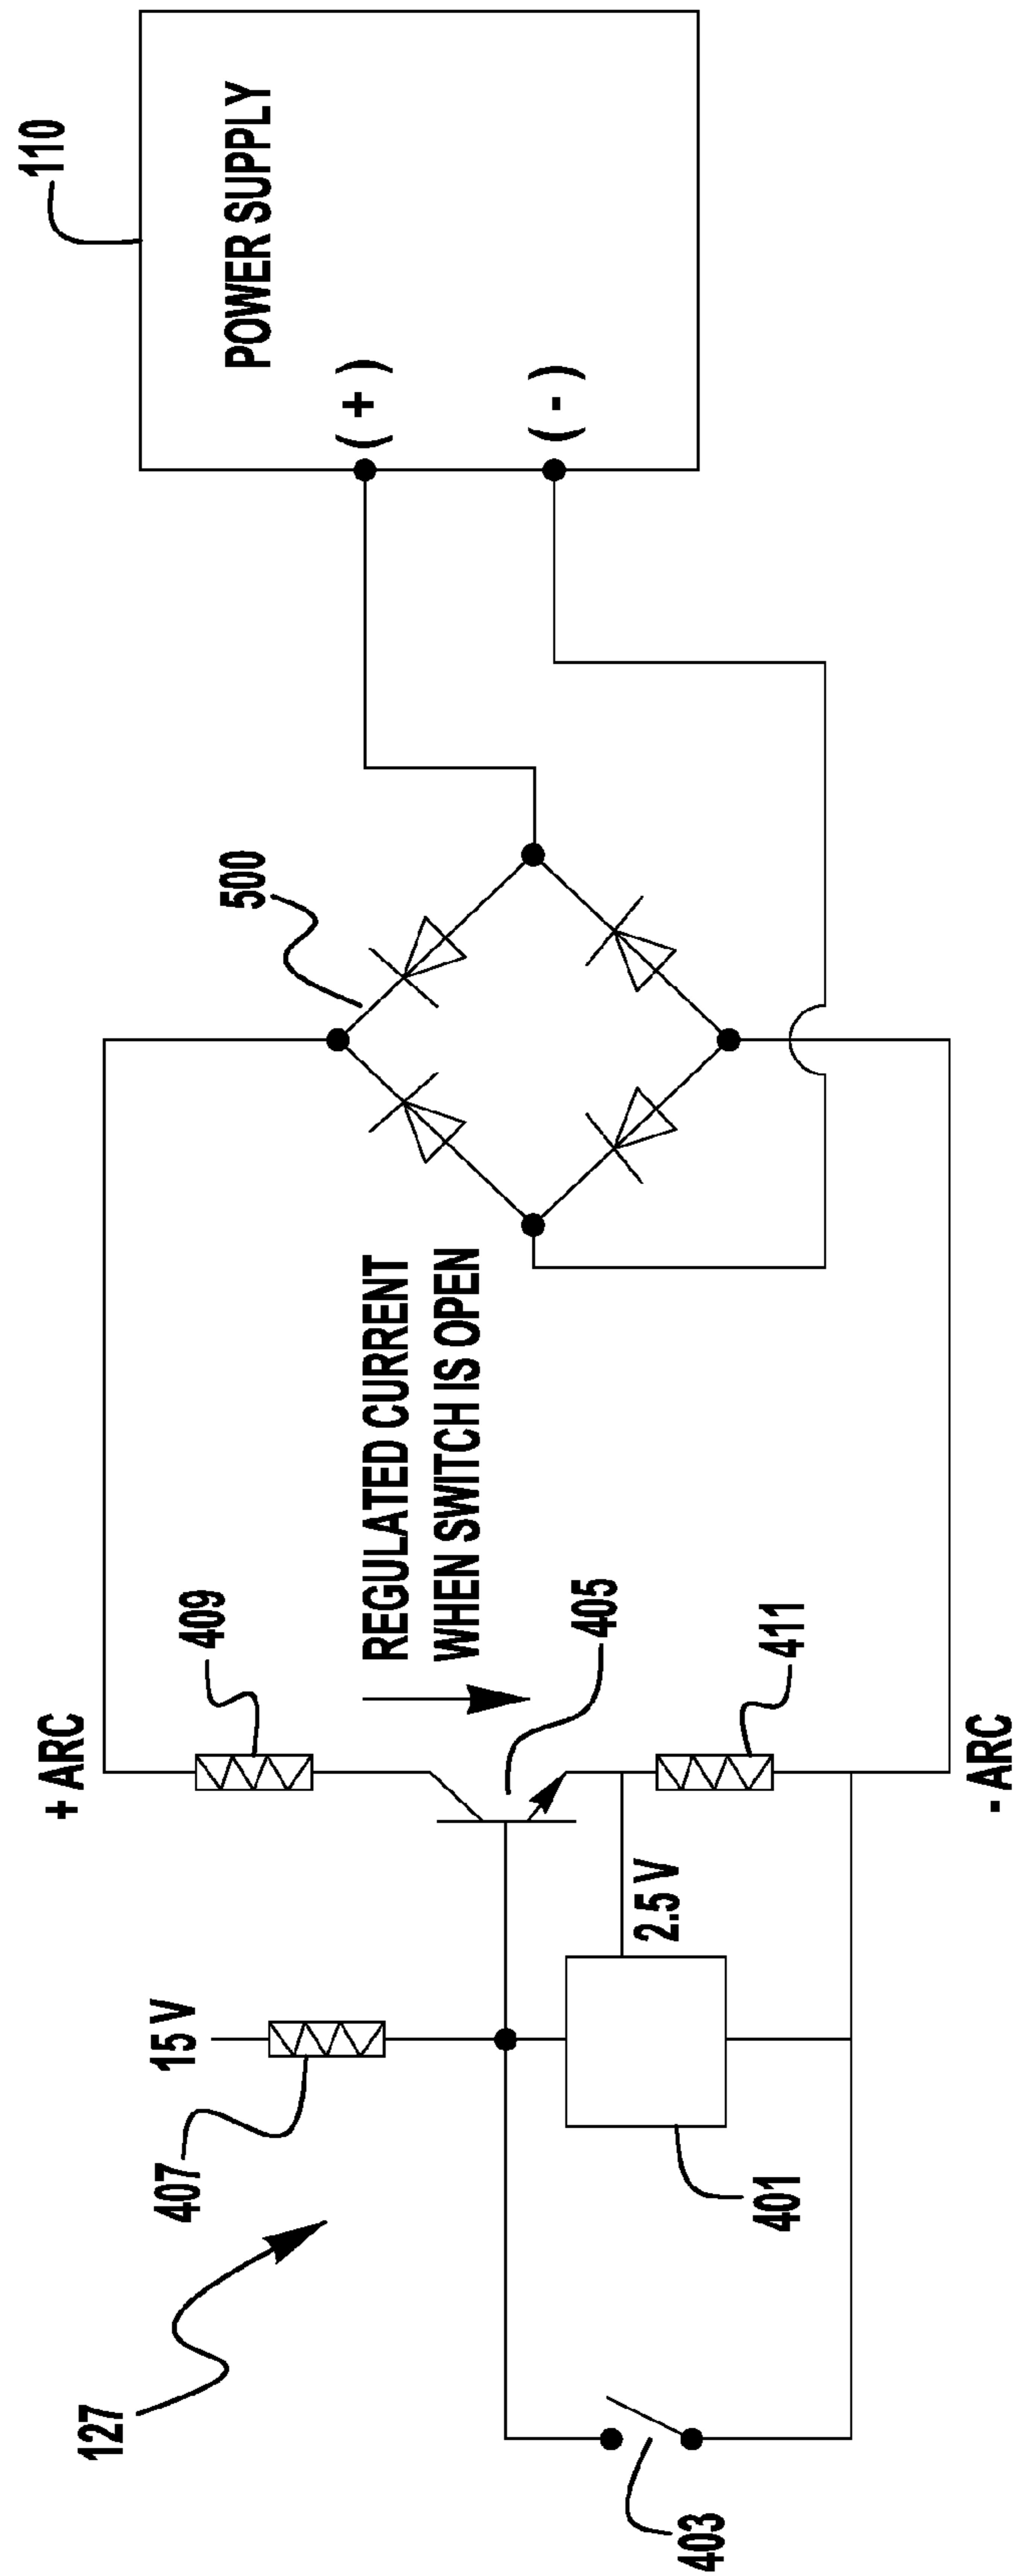 127
403
407
15 V
401
2.5 V
+ ARC
- ARC
409
405
411
REGULATED CURRENT
WHEN SWITCH IS OPEN
500
110
POWER SUPPLY
( + )
( - )